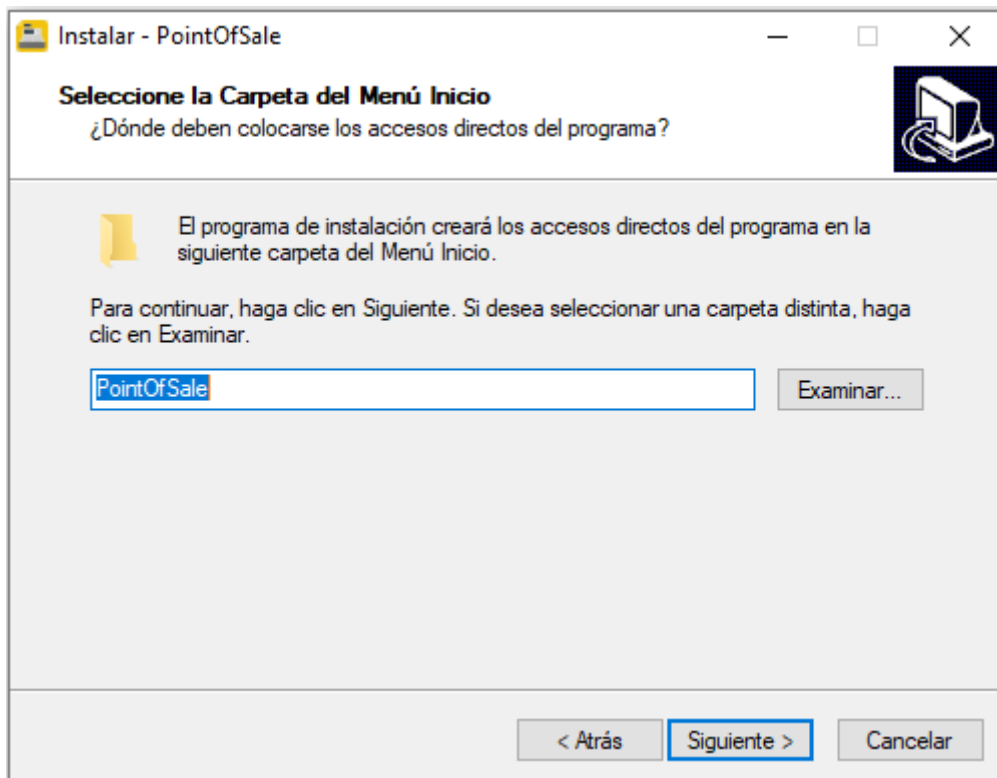 Instalar - PointOfSale
Seleccione la Carpeta del Menú Inicio
¿Dónde deben colocarse los accesos directos del programa?
El programa de instalación creará los accesos directos del programa en la
siguiente carpeta del Menú Inicio.
Para continuar, haga clic en Siguiente. Si desea seleccionar una carpeta distinta, haga
clic en Examinar.
PointOfSale
Examinar...
< Atrás
Siguiente >
Cancelar